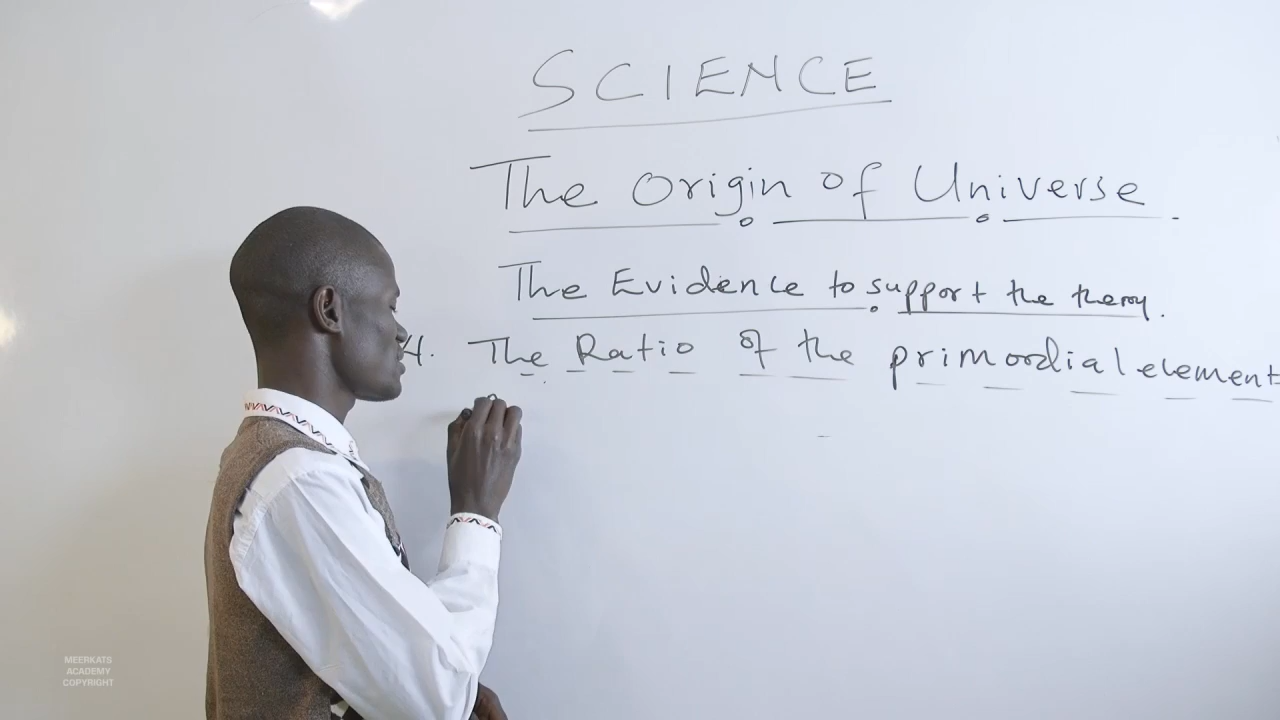 SCIENCE
The Origin of Universe
The Evidence to support the theory.
4. The Ratio of the primordial element
MEERKATS
ACADEMY
COPYRIGHT